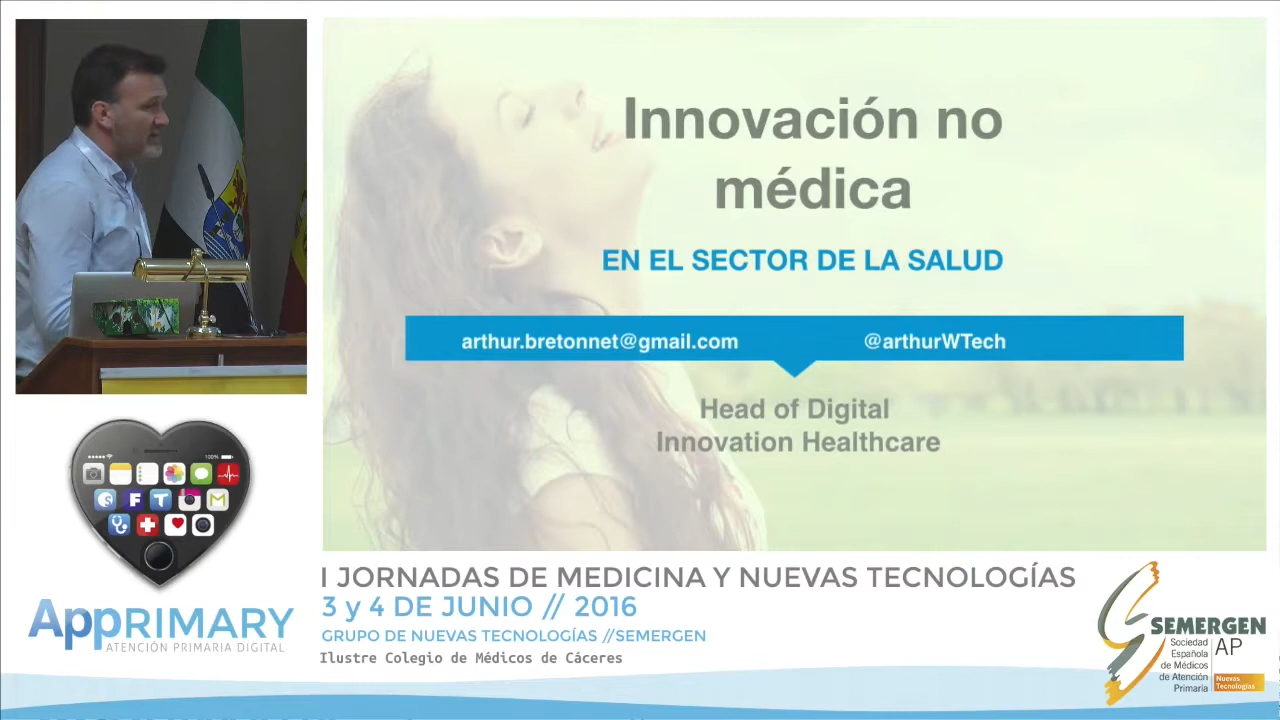 Innovación no
médica
EN EL SECTOR DE LA SALUD
arthur.bretonnet@gmail.com
@arthurWTech
Head of Digital
Innovation Healthcare
100%
AppRIMARY
ATENCIÓN PRIMARIA DIGITAL
I JORNADAS DE MEDICINA Y NUEVAS TECNOLOGÍAS
3 y 4 DE JUNIO // 2016
GRUPO DE NUEVAS TECNOLOGÍAS //SEMERGEN
Ilustre Colegio de Médicos de Cáceres
SEMERGEN
AP
Sociedad
Española
de Médicos
de Atención
Primaria
Nuevas
Tecnologías